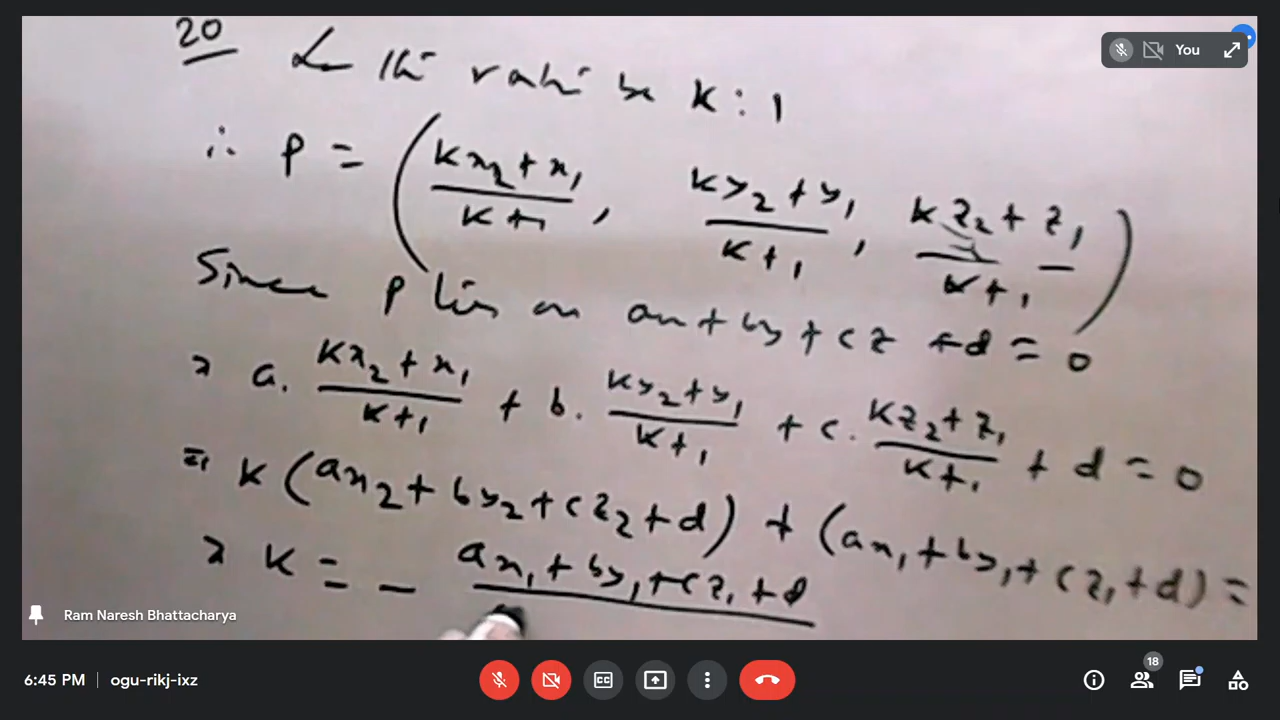 20 Let the ratio be K : 1
∴ P = ( (Kx₂ + x₁)/(K+1) , (Ky₂ + y₁)/(K+1) , (Kz₂ + z₁)/(K+1) )
Since P lies on ax + by + cz + d = 0
⇒ a. (Kx₂ + x₁)/(K+1) + b. (Ky₂ + y₁)/(K+1) + c. (Kz₂ + z₁)/(K+1) + d = 0
⇒ K (ax₂ + by₂ + cz₂ + d) + (ax₁ + by₁ + cz₁ + d) =
⇒ K = - ax₁ + by₁ + cz₁ + d
You
Ram Naresh Bhattacharya
6:45 PM | ogu-rikj-ixz
CC
18